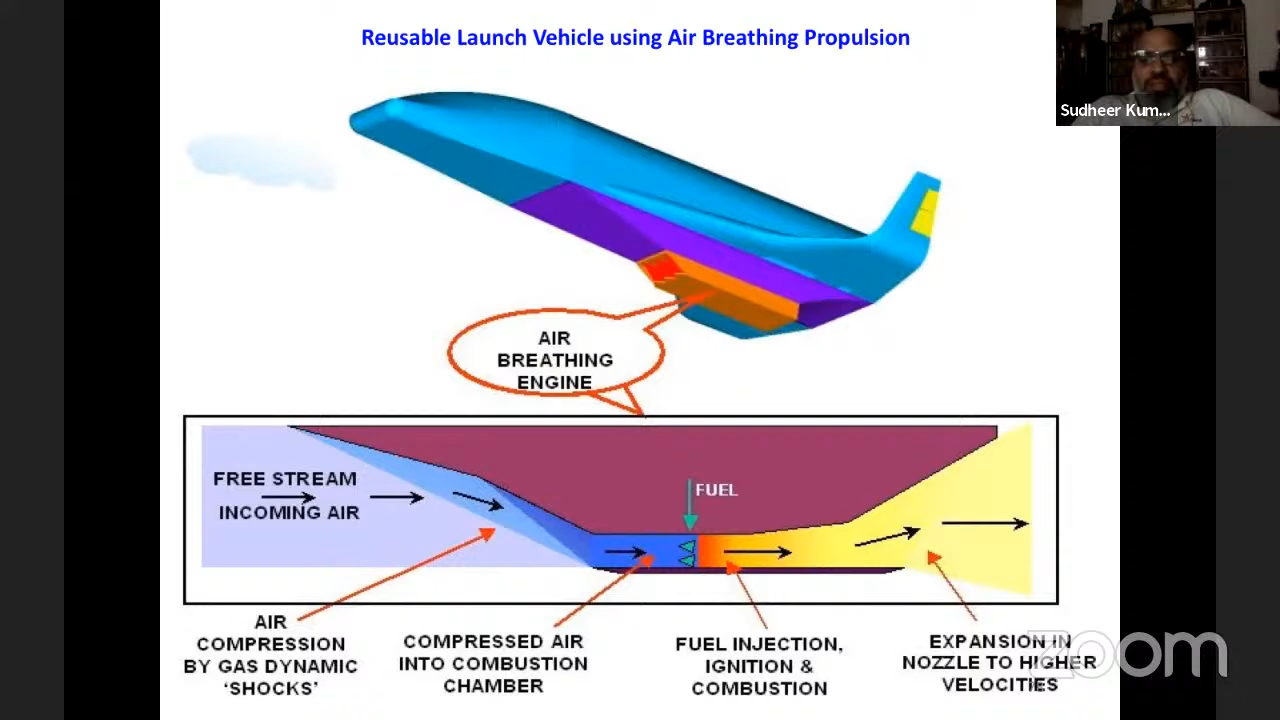 Reusable Launch Vehicle using Air Breathing Propulsion
Sudheer Kum...
AIR
BREATHING
ENGINE
FREE STREAM
INCOMING AIR
FUEL
AIR
COMPRESSION
BY GAS DYNAMIC
‘SHOCKS’
COMPRESSED AIR
INTO COMBUSTION
CHAMBER
FUEL INJECTION,
IGNITION &
COMBUSTION
EXPANSION IN
NOZZLE TO HIGHER
VELOCITIES
zoom